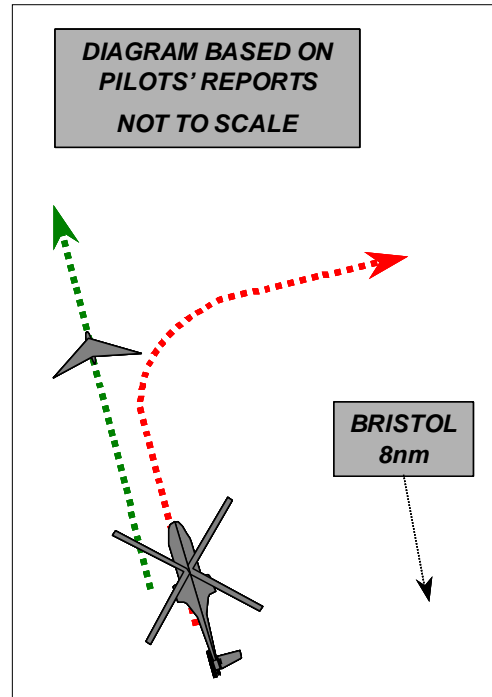 DIAGRAM BASED ON
PILOTS’ REPORTS
NOT TO SCALE
BRISTOL
8nm